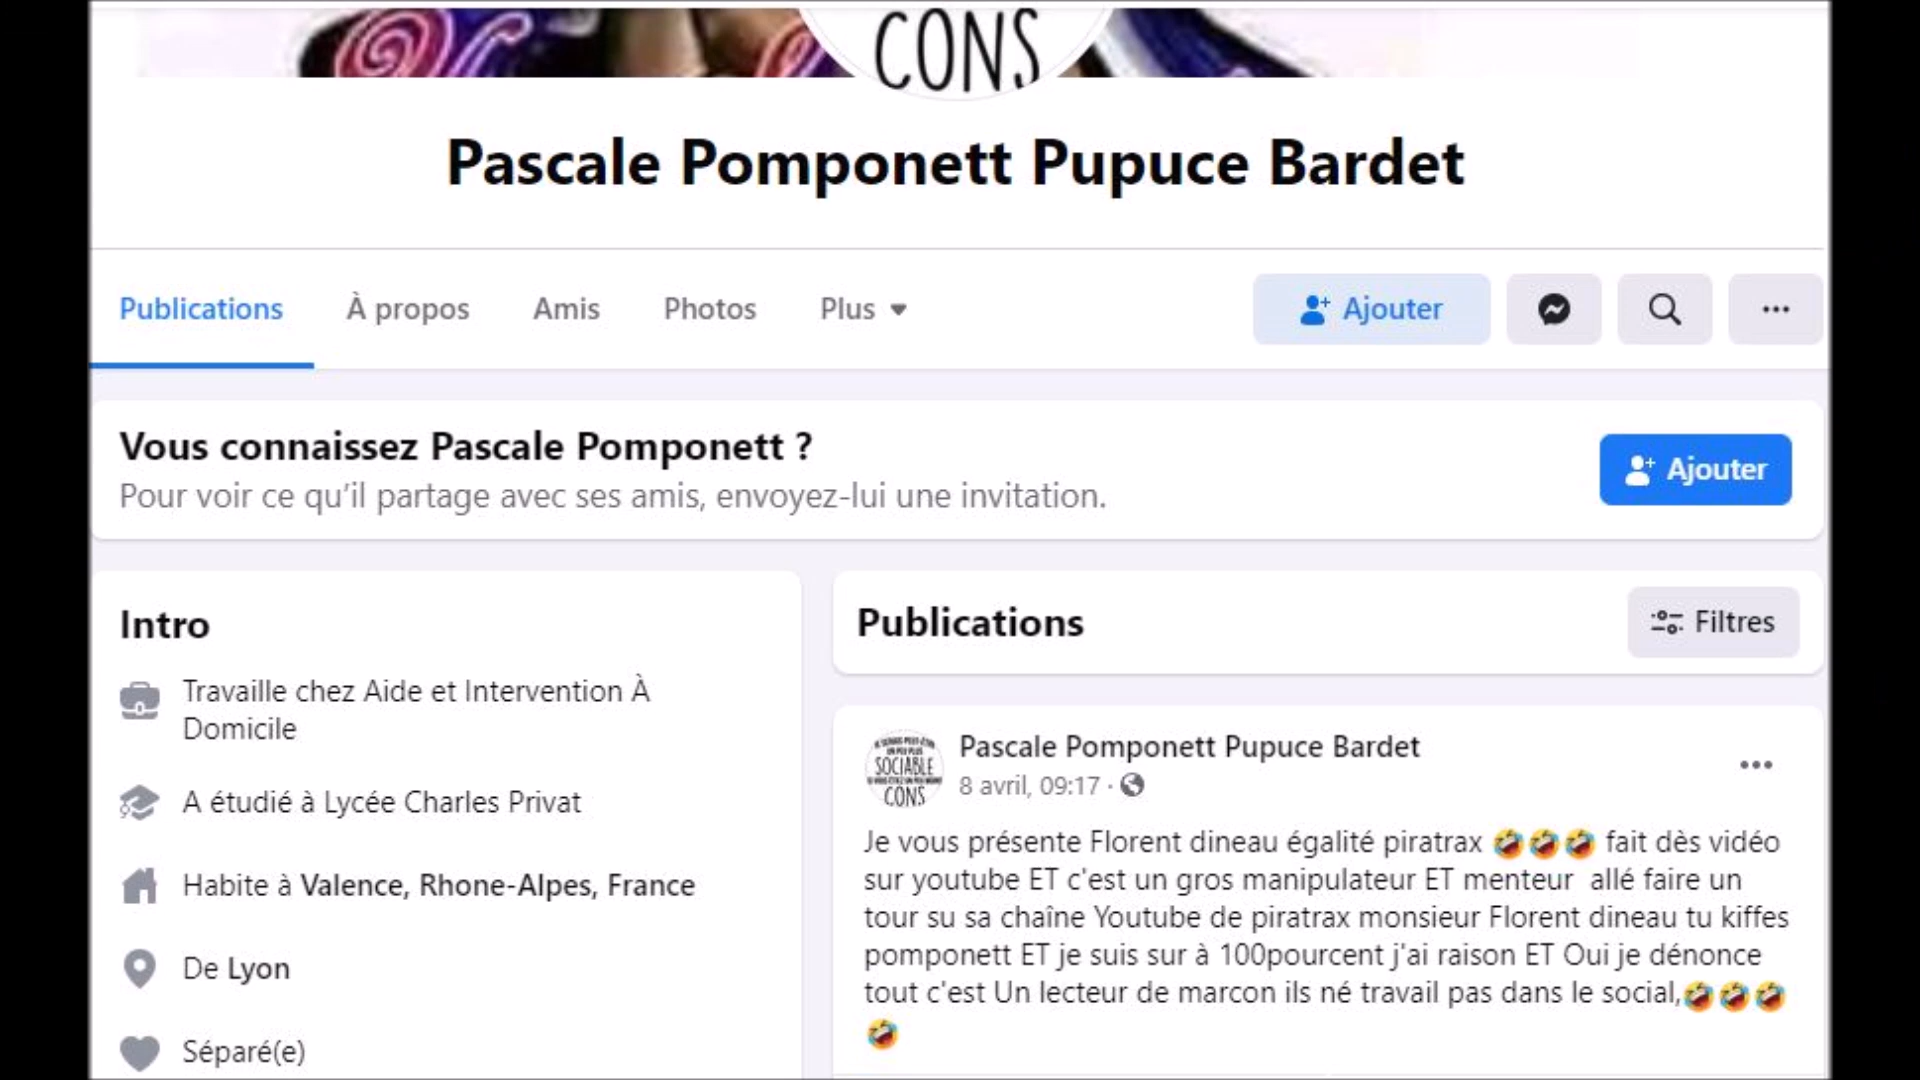 CONS
Pascale Pomponett Pupuce Bardet
Publications À propos Amis Photos Plus Ajouter
Vous connaissez Pascale Pomponett ?
Pour voir ce qu'il partage avec ses amis, envoyez-lui une invitation.
Ajouter
Intro
Travaille chez Aide et Intervention À
Domicile
A étudié à Lycée Charles Privat
Habite à Valence, Rhone-Alpes, France
De Lyon
Séparé(e)
Publications
Filtres
SOCIABLE
CONS
Pascale Pomponett Pupuce Bardet
8 avril, 09:17 ·
Je vous présente Florent dineau égalité piratrax 🤣🤣🤣 fait dès vidéo
sur youtube ET c'est un gros manipulateur ET menteur allé faire un
tour su sa chaîne Youtube de piratrax monsieur Florent dineau tu kiffes
pomponett ET je suis sur à 100pourcent j'ai raison ET Oui je dénonce
tout c'est Un lecteur de marcon ils né travail pas dans le social,🤣🤣🤣
🤣